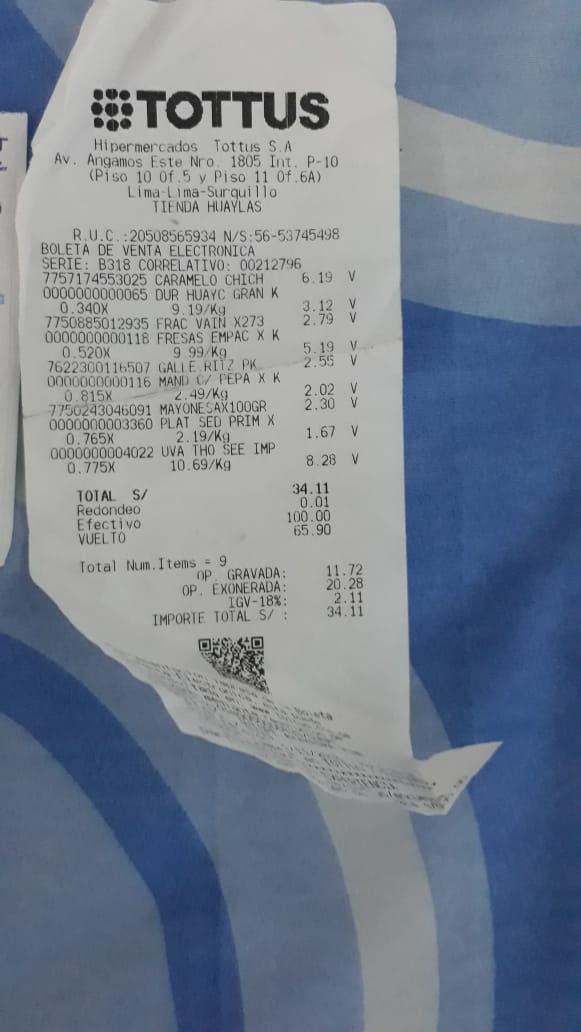 TOTTUS
Hipermercados Tottus S.A
Av. Angamos Este Nro. 1805 Int. P-10
(Piso 10 Of.5 y Piso 11 Of.6A)
Lima-Lima-Surquillo
TIENDA HUAYLAS
R.U.C.:20508565934 N/S:56-53745498
BOLETA DE VENTA ELECTRONICA
SERIE: B318 CORRELATIVO: 00212796
7757174553025 CARAMELO CHICH 6.19 V
0000000000065 DUR HUAYC GRAN K
0.340X 9.19/Kg 3.12 V
7750885012935 FRAC VAIN X273 2.79 V
0000000000118 FRESAS EMPAC X K
0.520X 9.99/Kg 5.19 V
7622300116507 GALLE RITZ PK 2.55 V
0000000000116 MAND C/ PEPA X K
0.815X 2.49/Kg 2.02 V
7750243046091 MAYONESAX100GR 2.30 V
0000000003360 PLAT SED PRIM X
0.765X 2.19/Kg 1.67 V
0000000004022 UVA THO SEE IMP
0.775X 10.69/Kg 8.28 V
TOTAL S/ 34.11
Redondeo 0.01
Efectivo 100.00
VUELTO 65.90
Total Num.Items = 9
OP. GRAVADA: 11.72
OP. EXONERADA: 20.28
IGV-18%: 2.11
IMPORTE TOTAL S/ : 34.11